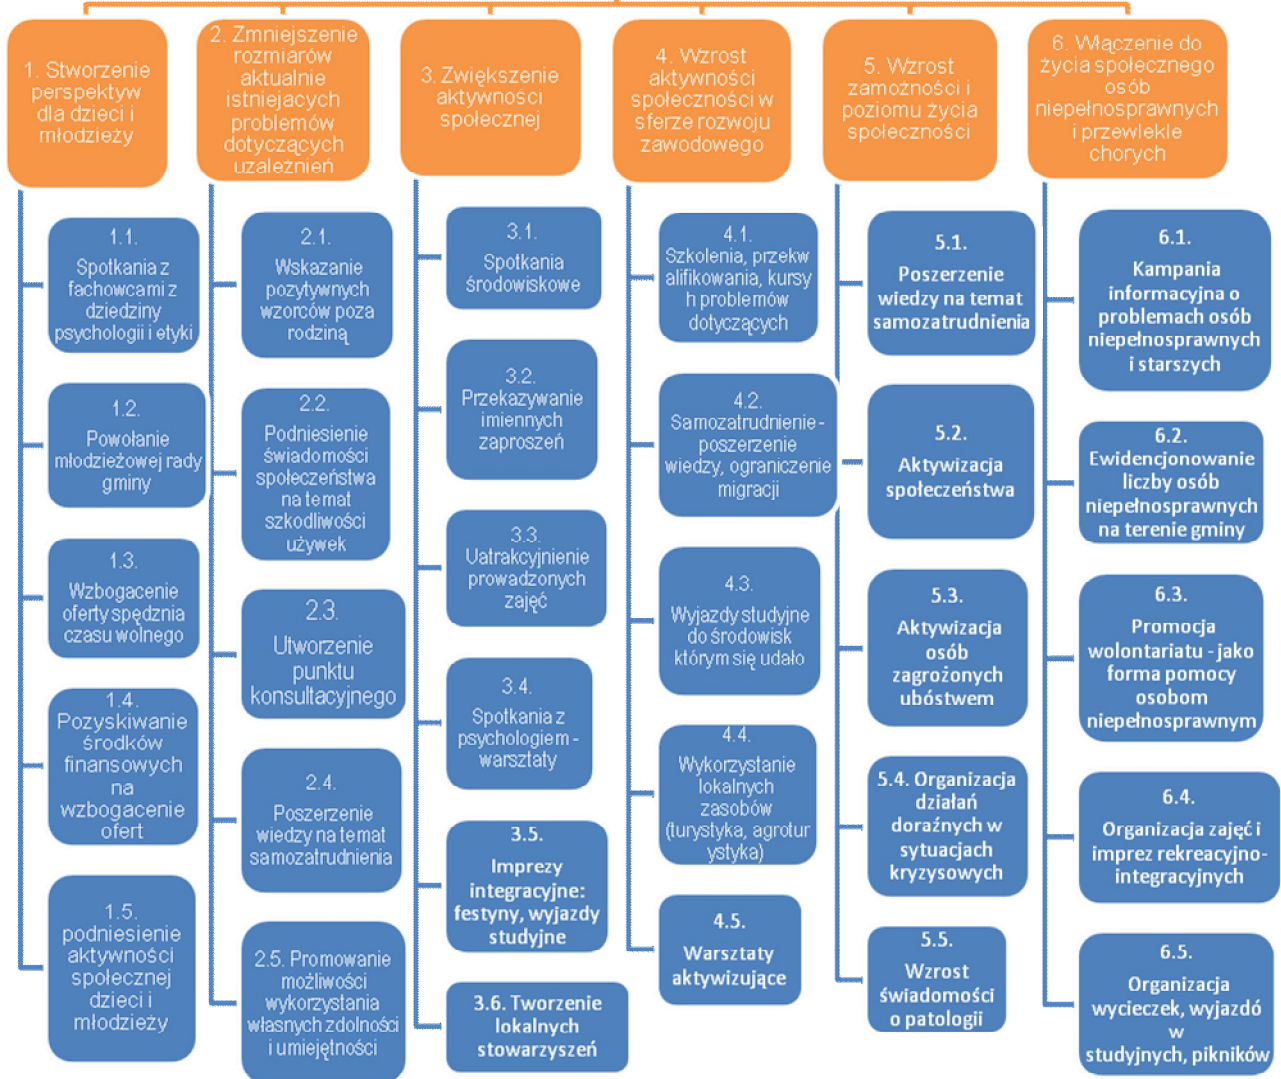 1. Stworzenie
perspektyw
dla dzieci i
młodzieży
2. Zmniejszenie
rozmiarów
aktualnie
istniejacych
problemów
dotyczących
uzależnień
3. Zwiększenie
aktywności
społecznej
4. Wzrost
aktywności
społeczności w
sferze rozwoju
zawodowego
5. Wzrost
zamożności i
poziomu życia
społeczności
6. Włączenie do
życia społecznego
osób
niepełnosprawnych
i przewlekle
chorych
1.1.
Spotkania z
fachowcami z
dziedziny
psychologii i etyki
1.2.
Powołanie
młodzieżowej rady
gminy
1.3.
Wzbogacenie
oferty spędznia
czasu wolnego
1.4.
Pozyskiwanie
środków
finansowych
na
wzbogacenie
ofert
1.5.
podniesienie
aktywności
społecznej
dzieci i
młodzieży
2.1.
Wskazanie
pozytywnych
wzorców poza
rodziną
2.2.
Podniesienie
świadomości
społeczeństwa
na temat
szkodliwości
używek
2.3.
Utworzenie
punktu
konsultacyjnego
2.4.
Poszerzenie
wiedzy na temat
samozatrudnienia
2.5. Promowanie
możliwości
wykorzystania
własnych zdolności
i umiejętności
3.1.
Spotkania
środowiskowe
3.2.
Przekazywanie
imiennych
zaproszeń
3.3.
Uatrakcyjnienie
prowadzonych
zajęć
3.4.
Spotkania z
psychologiem -
warsztaty
3.5.
Imprezy
integracyjne:
festyny, wyjazdy
studyjne
3.6. Tworzenie
lokalnych
stowarzyszeń
4.1.
Szkolenia, przekw
alifikowania, kursy
h problemów
dotyczących
4.2.
Samozatrudnienie -
poszerzenie
wiedzy, ograniczenie
migracji
4.3.
Wyjazdy studyjne
do środowisk
którym się udało
4.4.
Wykorzystanie
lokalnych
zasobów
(turystyka, agrotur
ystyka)
4.5.
Warsztaty
aktywizujące
5.1.
Poszerzenie
wiedzy na temat
samozatrudnienia
5.2.
Aktywizacja
społeczeństwa
5.3.
Aktywizacja
osób
zagrożonych
ubóstwem
5.4. Organizacja
działań
doraźnych w
sytuacjach
kryzysowych
5.5.
Wzrost
świadomości
o patologii
6.1.
Kampania
informacyjna o
problemach osób
niepełnosprawnych
i starszych
6.2.
Ewidencjonowanie
liczby osób
niepełnosprawnych
na terenie gminy
6.3.
Promocja
wolontariatu - jako
forma pomocy
osobom
niepełnosprawnym
6.4.
Organizacja zajęć i
imprez rekreacyjno-
integracyjnych
6.5.
Organizacja
wycieczek, wyjazdó
w
studyjnych, pikników